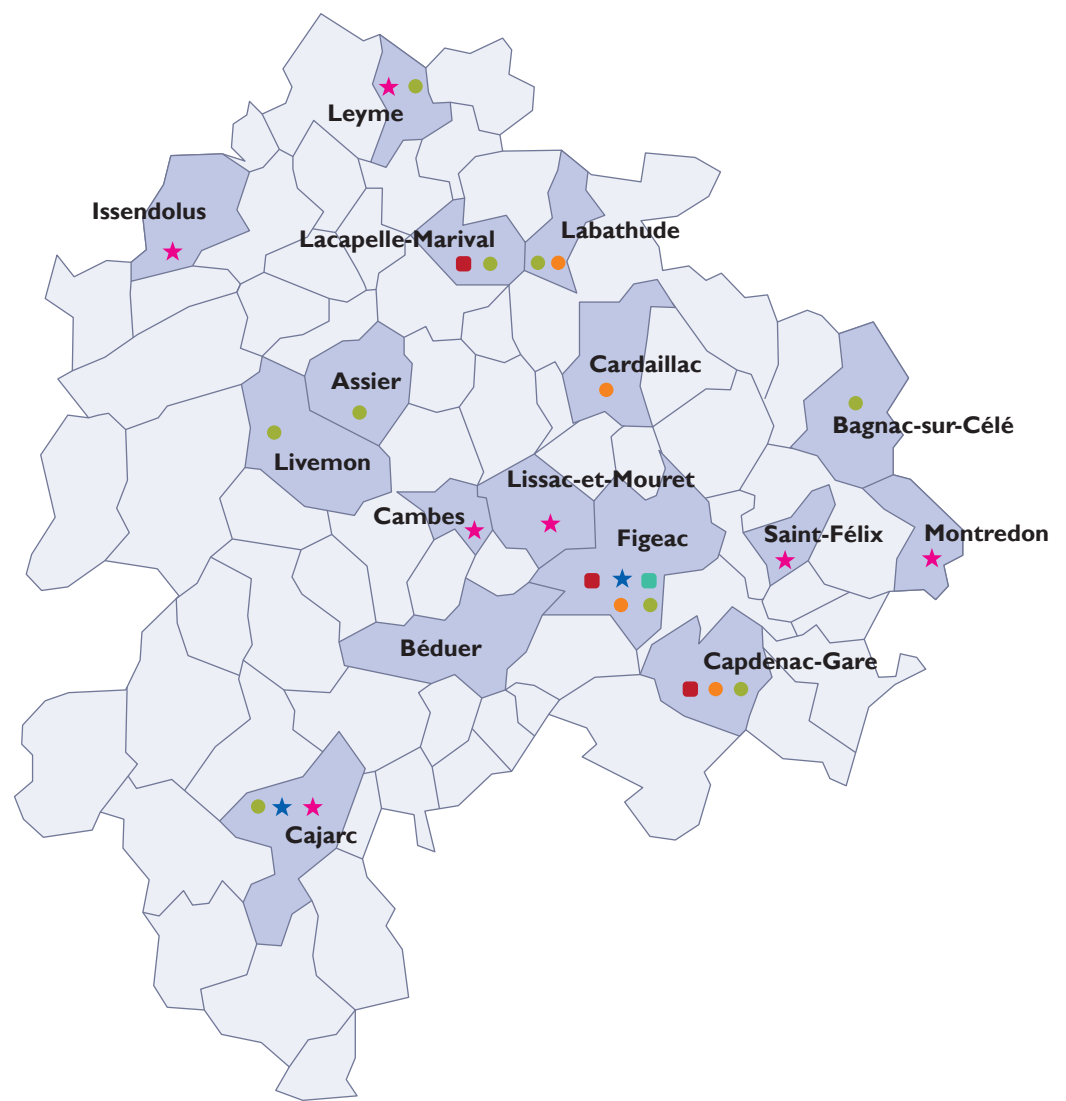 Leyme
Issendolus
Lacapelle-Marival
Labathude
Cardaillac
Assier
Bagnac-sur-Célé
Livernon
Lissac-et-Mouret
Cambes
Figeac
Saint-Félix
Montredon
Béduer
Capdenac-Gare
Cajarc